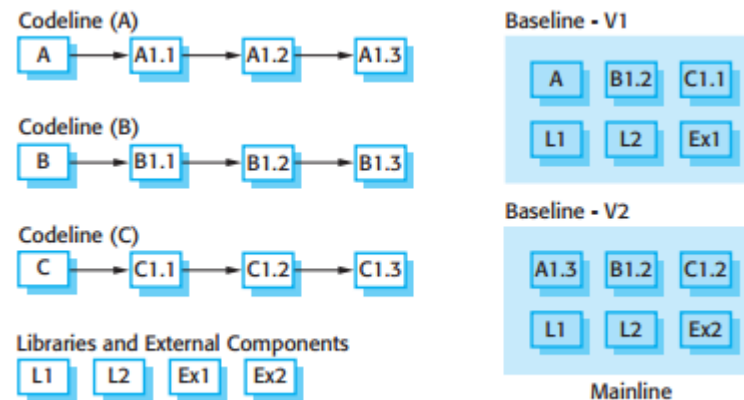 Codeline (A)
A A1.1 A1.2 A1.3
Codeline (B)
B B1.1 B1.2 B1.3
Codeline (C)
C C1.1 C1.2 C1.3
Libraries and External Components
L1 L2 Ex1 Ex2
Baseline - V1
A B1.2 C1.1
L1 L2 Ex1
Baseline - V2
A1.3 B1.2 C1.2
L1 L2 Ex2
Mainline